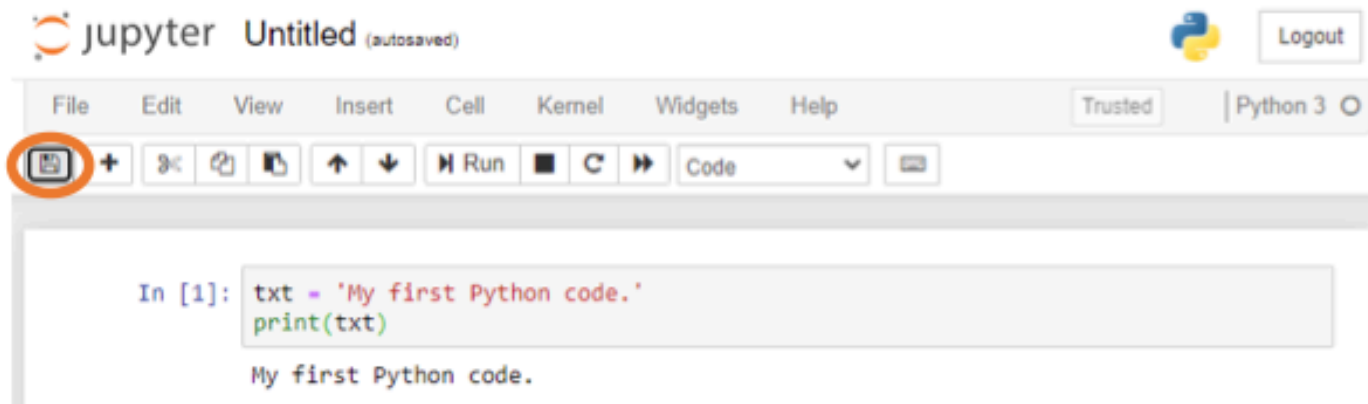 jupyter Untitled (autosaved) Logout
File Edit View Insert Cell Kernel Widgets Help Trusted Python 3
Run Code
In [1]: txt = 'My first Python code.'
print(txt)
My first Python code.